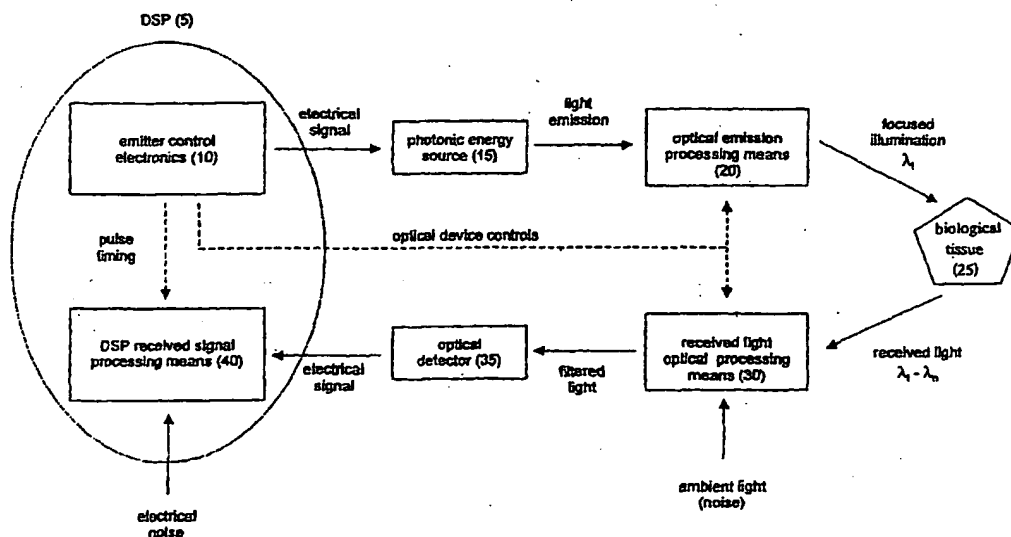 DSP (5)
emitter control
electronics (10)
electrical
signal
photonic energy
source (15)
light
emission
optical emission
processing means
(20)
focused
illumination
λ₁
biological
tissue
(25)
pulse
timing
optical device controls
DSP received signal
processing means (40)
electrical
signal
optical
detector (35)
filtered
light
received light
optical processing
means (30)
received light
λ₁ - λₙ
electrical
noise
ambient light
(noise)